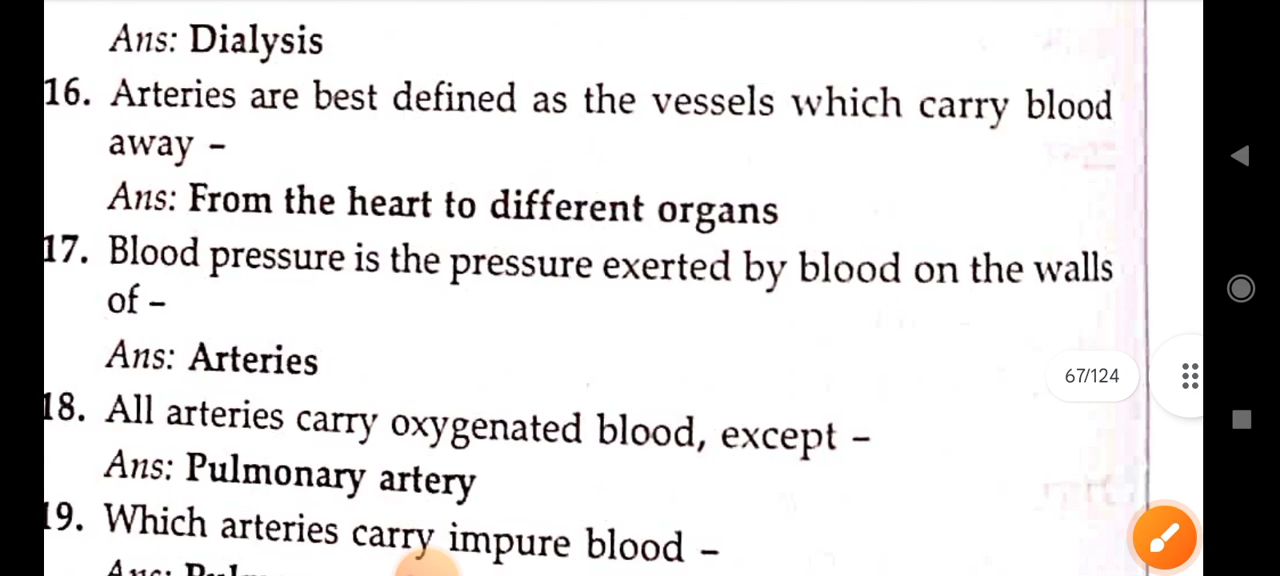 Ans: Dialysis
16. Arteries are best defined as the vessels which carry blood
away –
Ans: From the heart to different organs
17. Blood pressure is the pressure exerted by blood on the walls
of –
Ans: Arteries
67/124
18. All arteries carry oxygenated blood, except –
Ans: Pulmonary artery
19. Which arteries carry impure blood –
Ans: